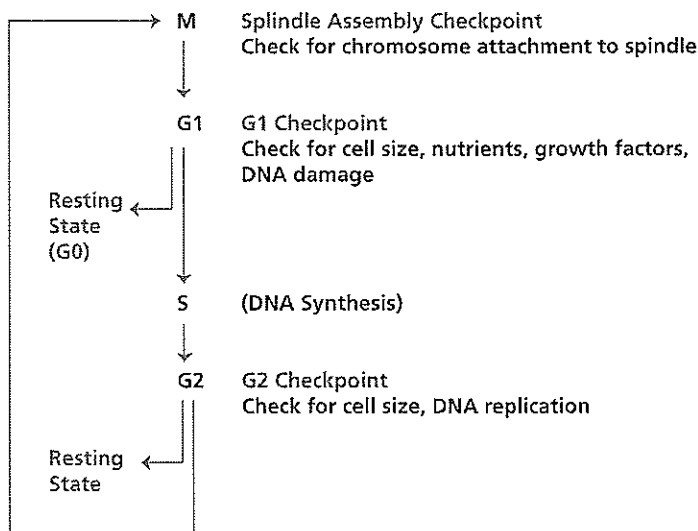 M Splindle Assembly Checkpoint
Check for chromosome attachment to spindle
G1 G1 Checkpoint
Check for cell size, nutrients, growth factors,
DNA damage
Resting
State
(G0)
S (DNA Synthesis)
G2 G2 Checkpoint
Check for cell size, DNA replication
Resting
State